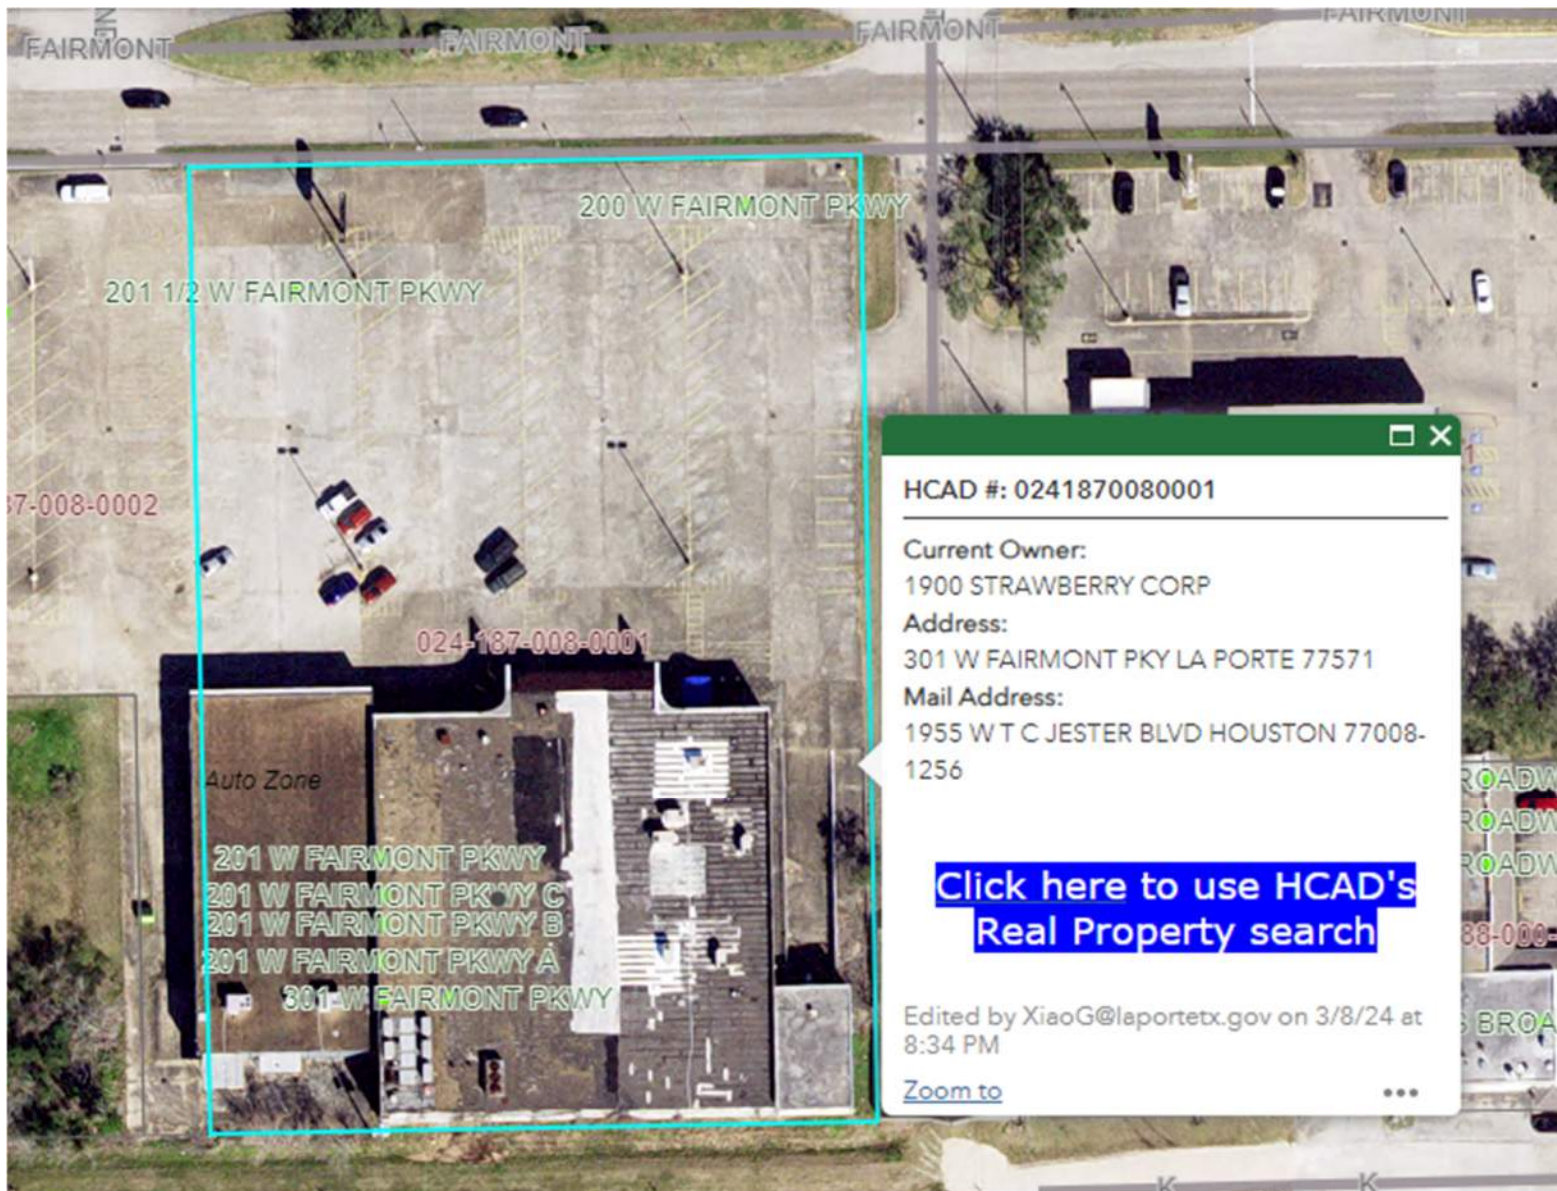 FAIRMONT
FAIRMONT
FAIRMONT
FAIRMONT
200 W FAIRMONT PKWY
201 1/2 W FAIRMONT PKWY
37-008-0002
024-187-008-0001
Auto Zone
201 W FAIRMONT PKWY
201 W FAIRMONT PKWY C
201 W FAIRMONT PKWY B
201 W FAIRMONT PKWY A
301 W FAIRMONT PKWY
HCAD #: 0241870080001
Current Owner:
1900 STRAWBERRY CORP
Address:
301 W FAIRMONT PKY LA PORTE 77571
Mail Address:
1955 W T C JESTER BLVD HOUSTON 77008-
1256
Click here to use HCAD's
Real Property search
Edited by XiaoG@laportetx.gov on 3/8/24 at
8:34 PM
Zoom to
1
ROADW
ROADW
ROADW
88-000-
BROA
K
K